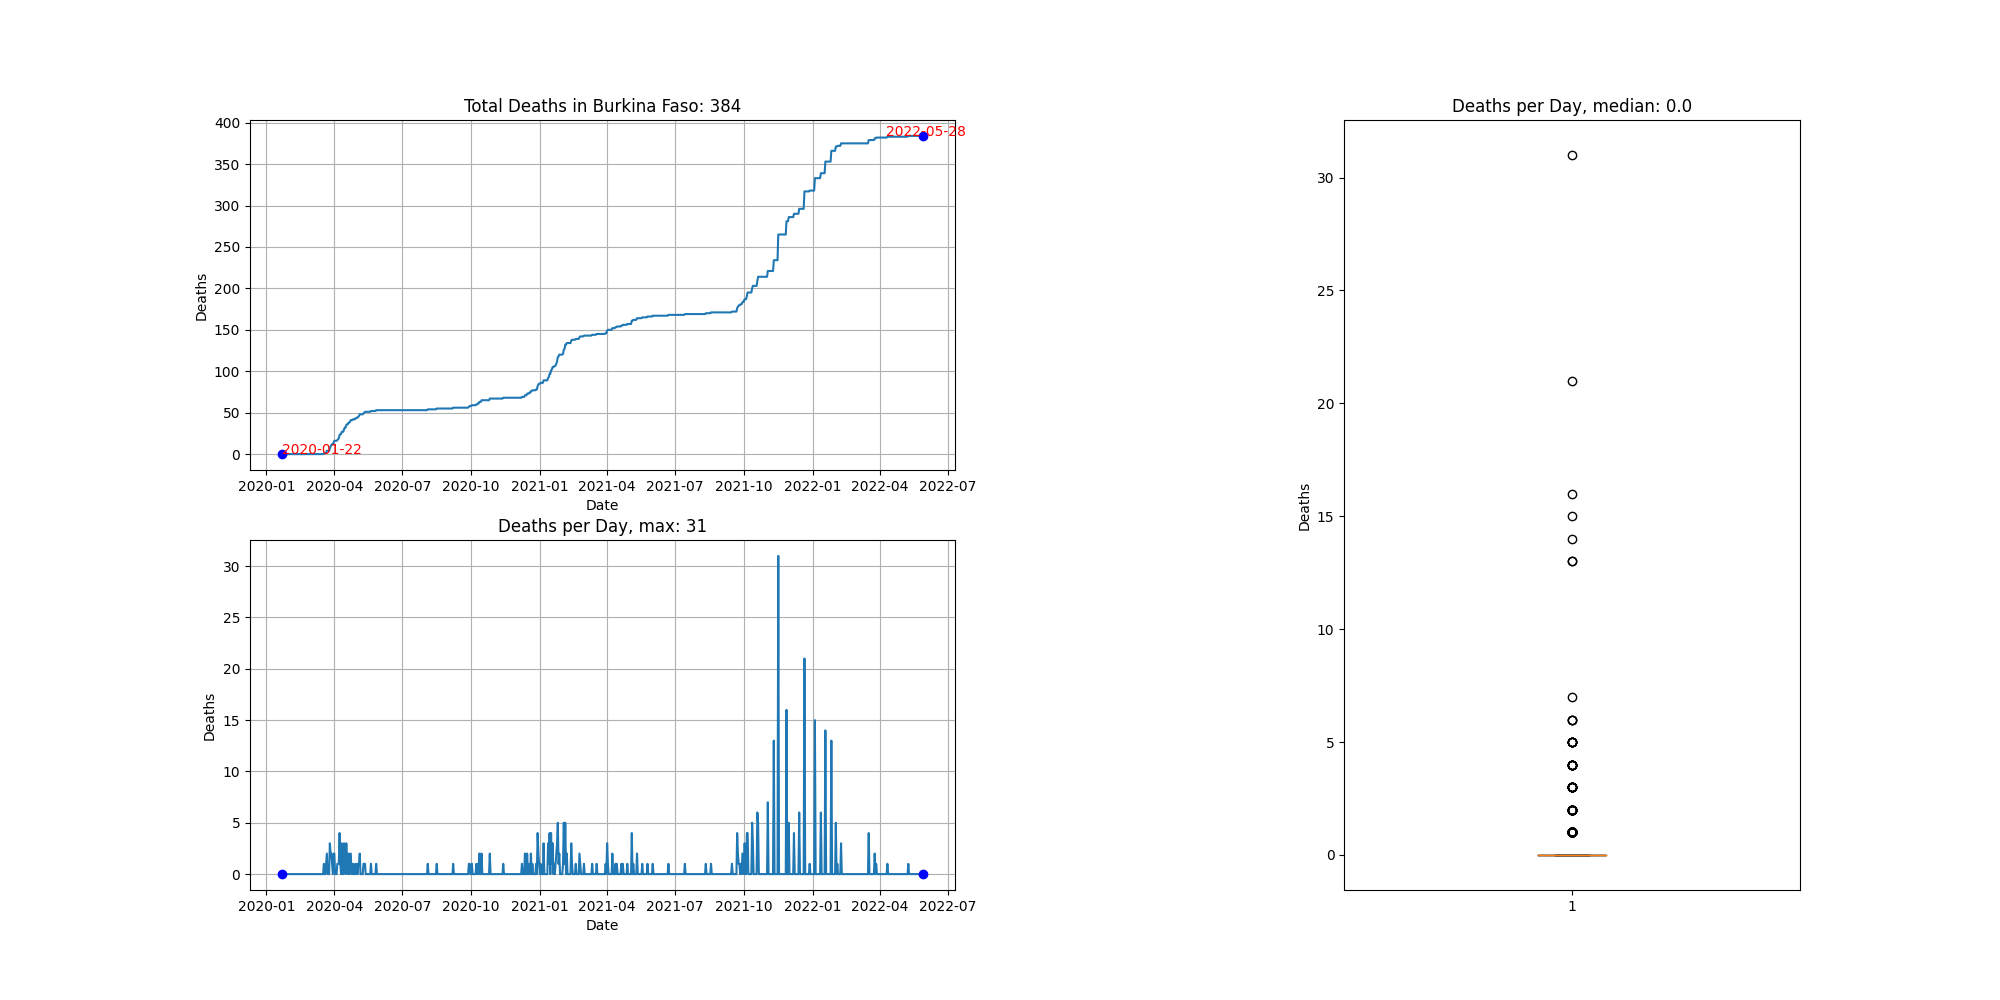 Total Deaths in Burkina Faso: 384
400
350
300
250
200
150
100
50
0
Deaths
2022-05-28
2020-01-22
2020-01 2020-04 2020-07 2020-10 2021-01 2021-04 2021-07 2021-10 2022-01 2022-04 2022-07
Date
Deaths per Day, max: 31
30
25
20
15
10
5
0
Deaths
2020-01 2020-04 2020-07 2020-10 2021-01 2021-04 2021-07 2021-10 2022-01 2022-04 2022-07
Date
Deaths per Day, median: 0.0
30
25
20
15
10
5
0
Deaths
1